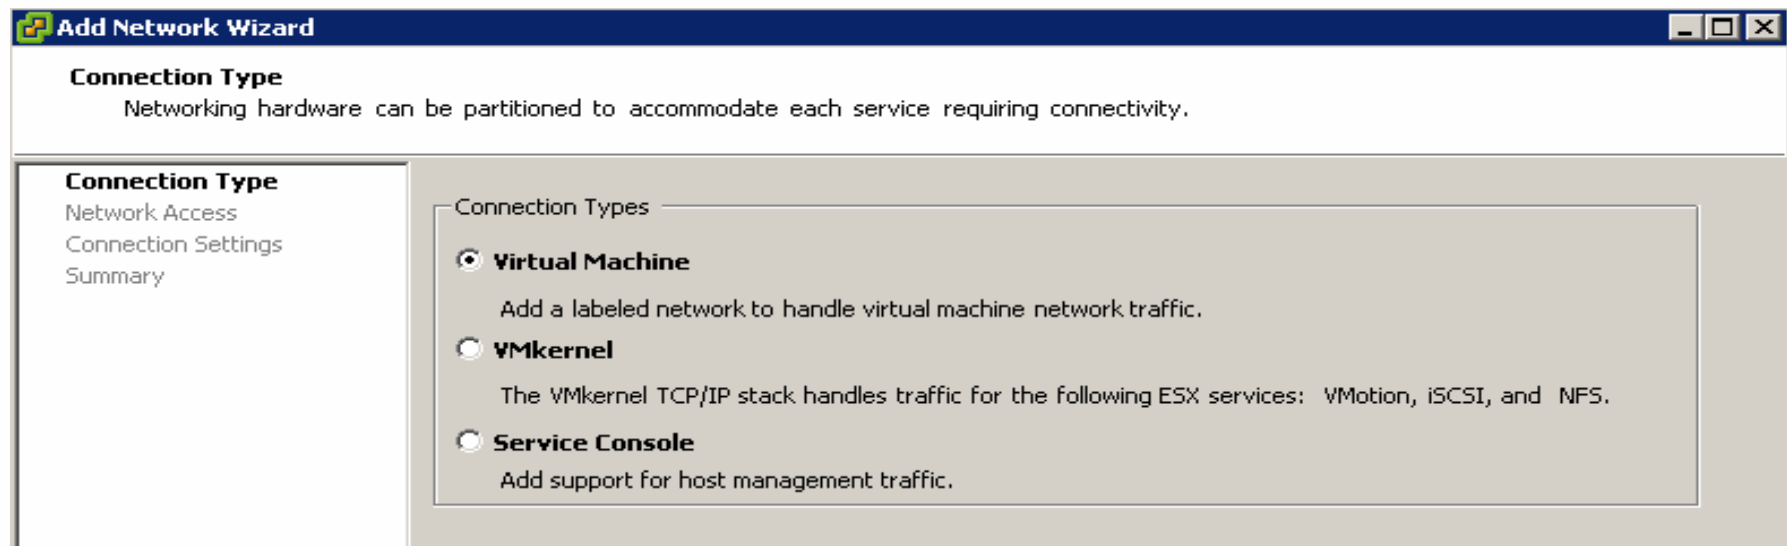 Add Network Wizard
Connection Type
Networking hardware can be partitioned to accommodate each service requiring connectivity.
Connection Type
Network Access
Connection Settings
Summary
Connection Types
Virtual Machine
Add a labeled network to handle virtual machine network traffic.
VMkernel
The VMkernel TCP/IP stack handles traffic for the following ESX services: VMotion, iSCSI, and NFS.
Service Console
Add support for host management traffic.